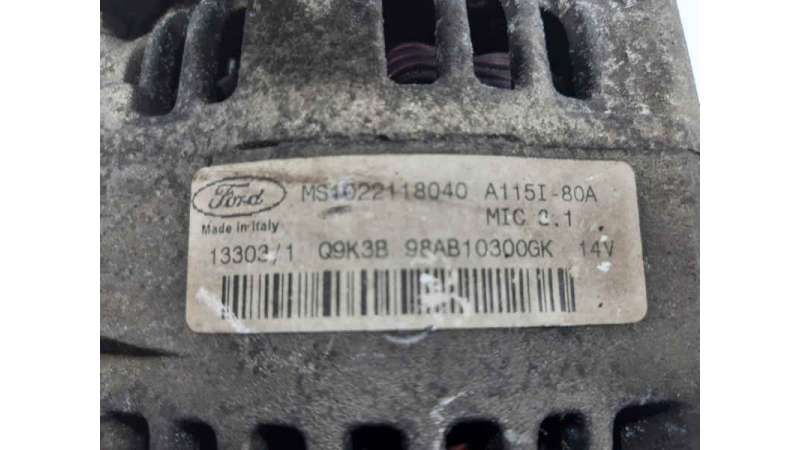 Ford MS1022118040 A115I-80A
Made in Italy MIC 2.1
13303/1 Q9K3B 98AB10300GK 14V